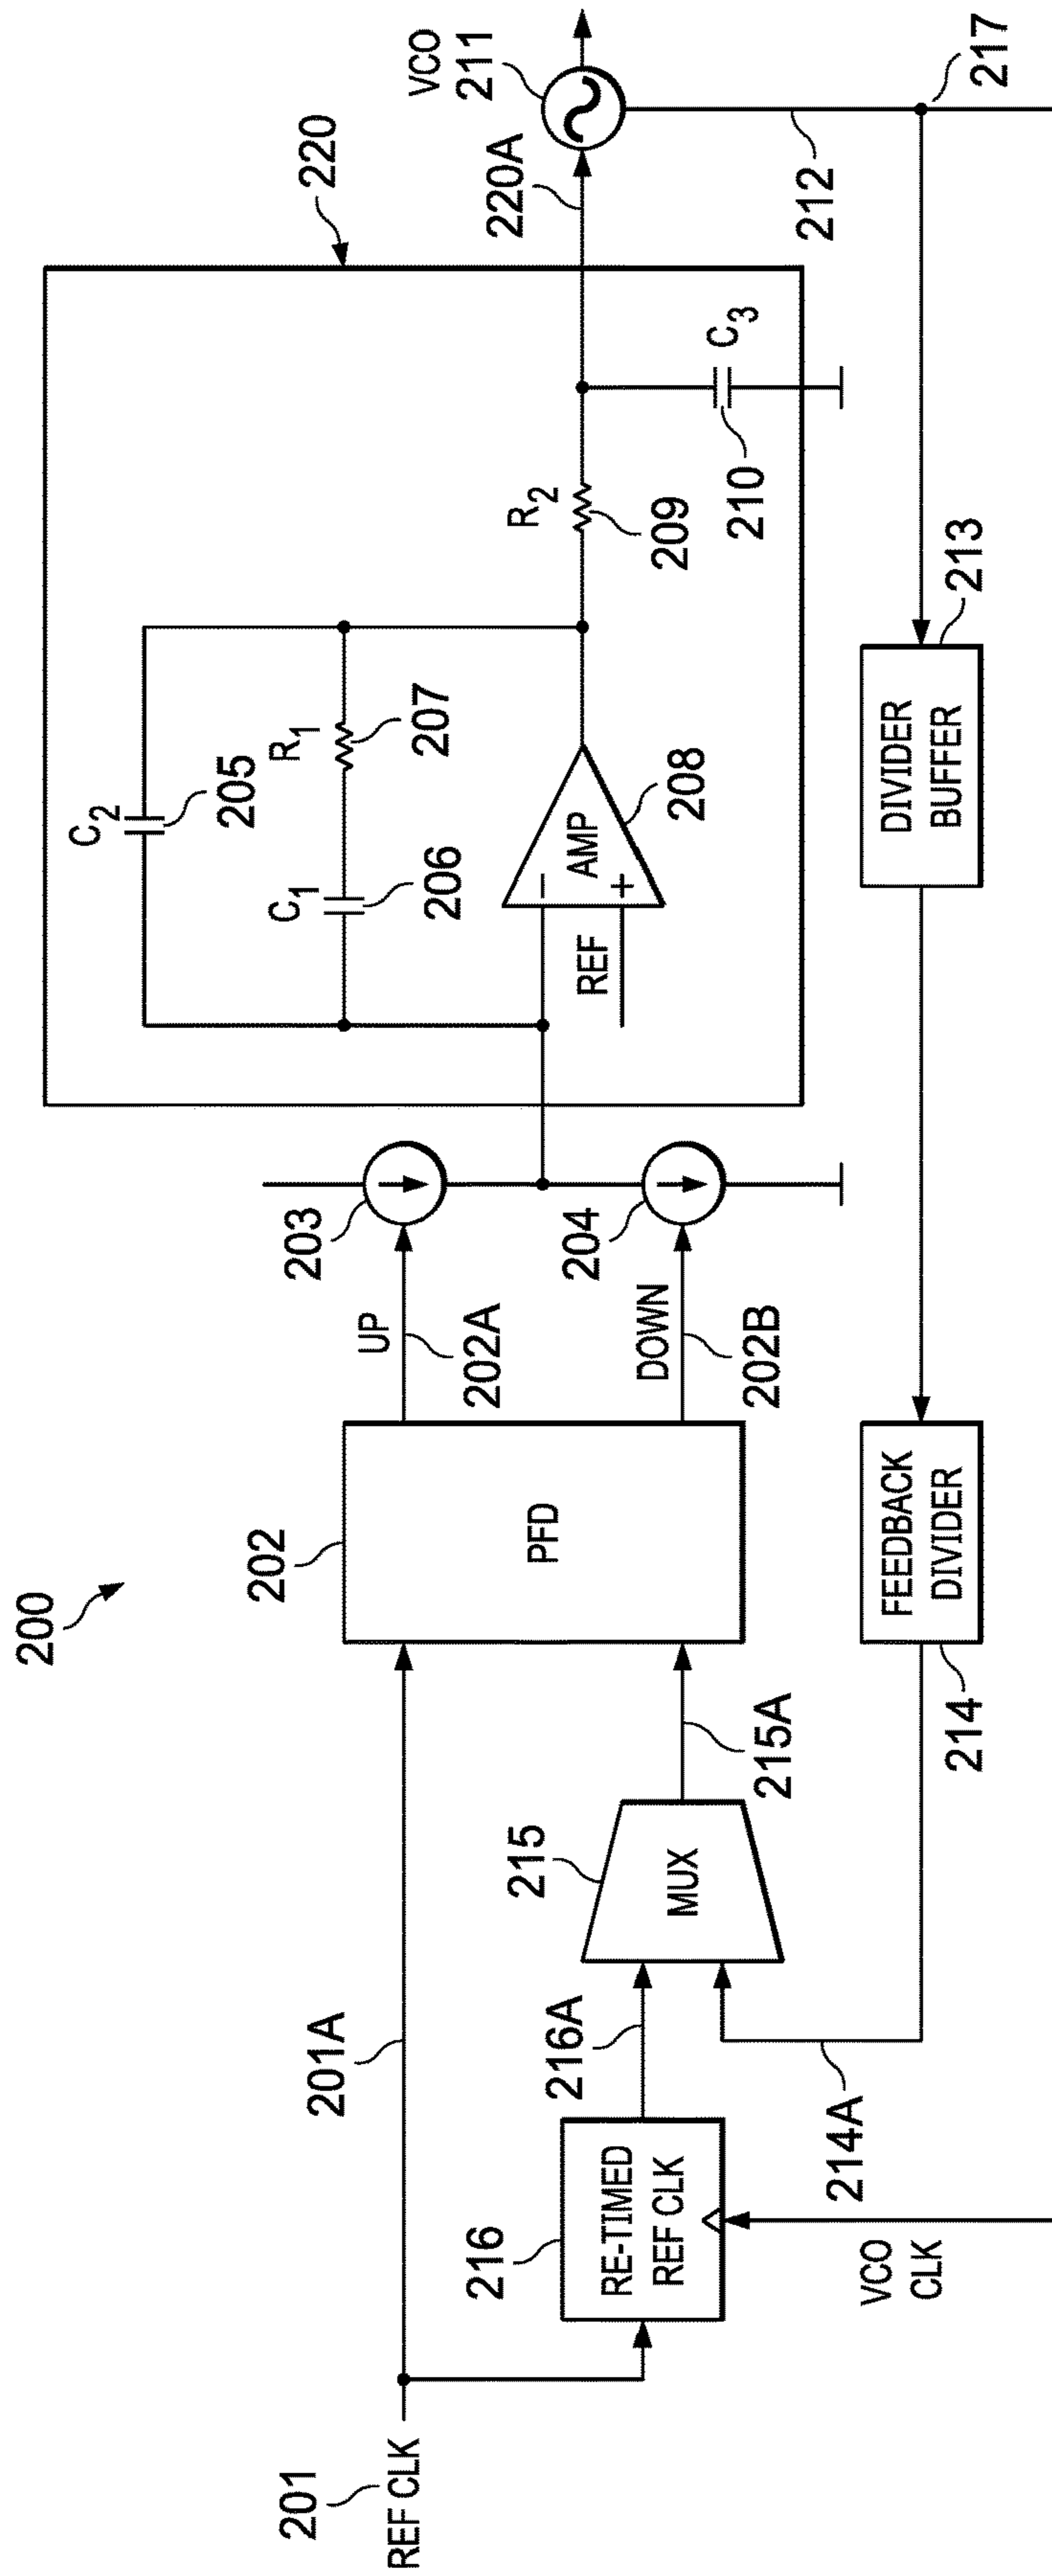 200
201
REF CLK
201A
216
RE-TIMED
REF CLK
216A
VCO
CLK
214A
215
MUX
215A
202
PFD
214
FEEDBACK
DIVIDER
UP
202A
DOWN
202B
203
204
220
C2
205
C1
206
R1
207
AMP
−
+
REF
208
R2
209
C3
210
213
DIVIDER
BUFFER
220A
VCO
211
212
217